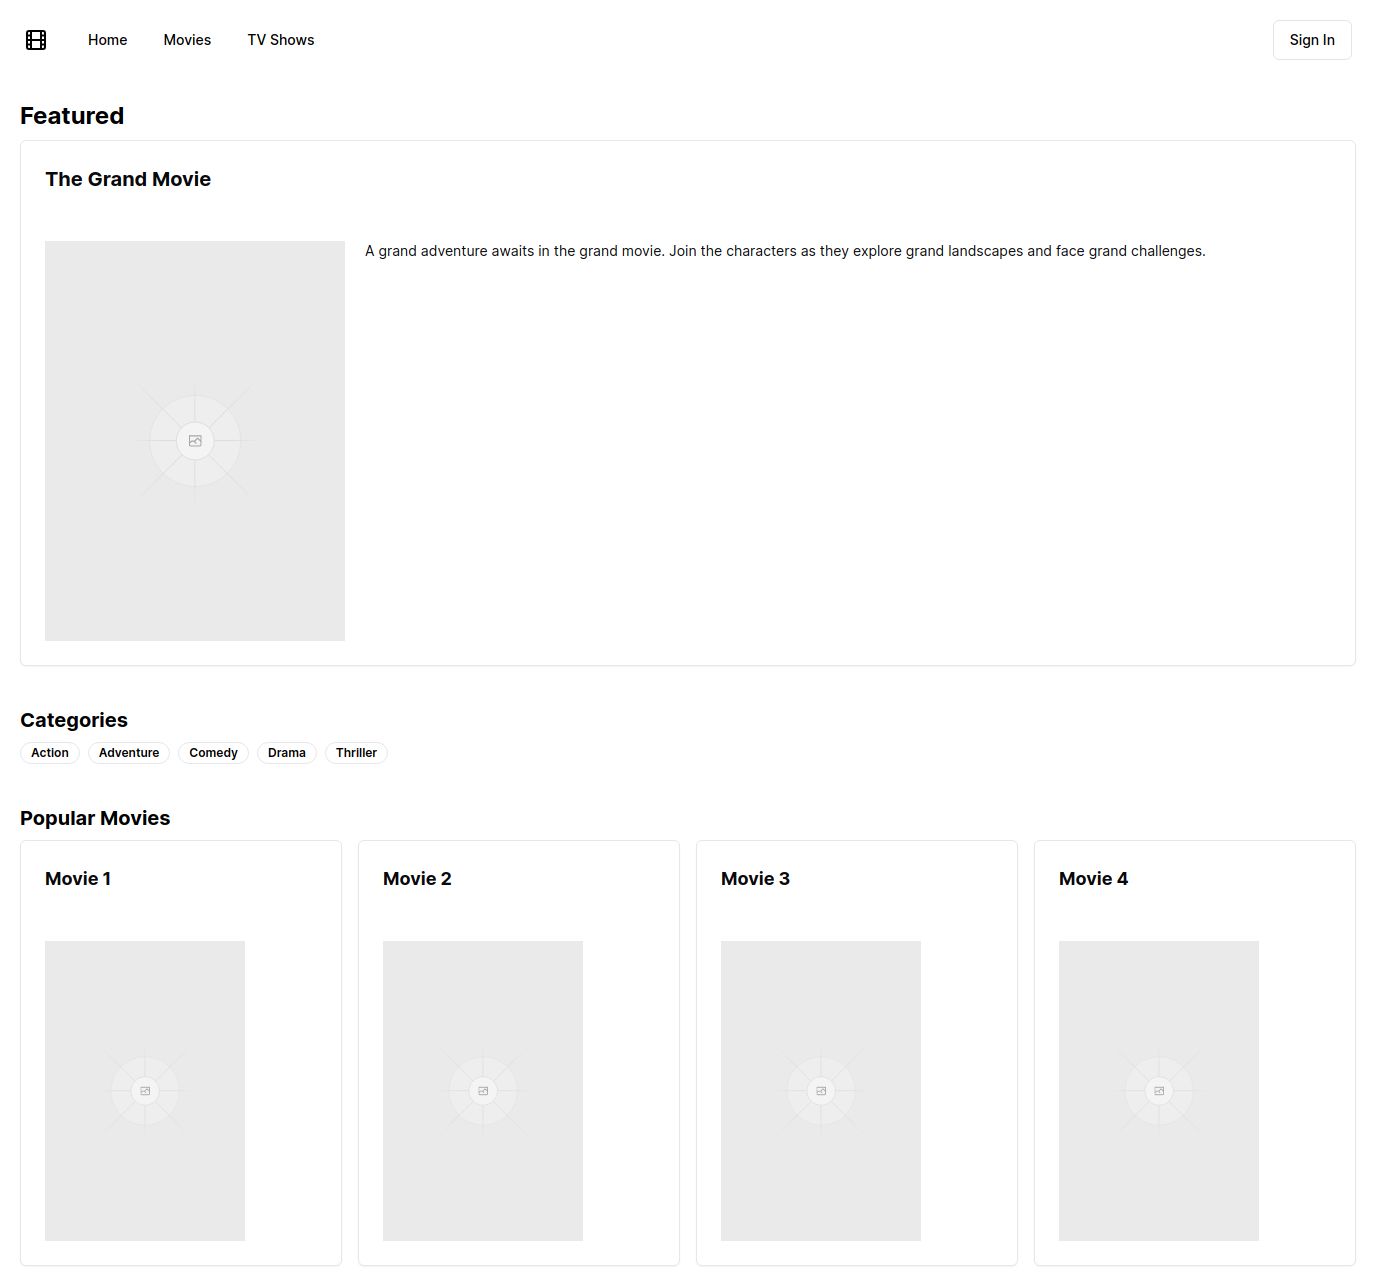 Home Movies TV Shows Sign In
Featured
The Grand Movie
A grand adventure awaits in the grand movie. Join the characters as they explore grand landscapes and face grand challenges.
Categories
Action Adventure Comedy Drama Thriller
Popular Movies
Movie 1 Movie 2 Movie 3 Movie 4